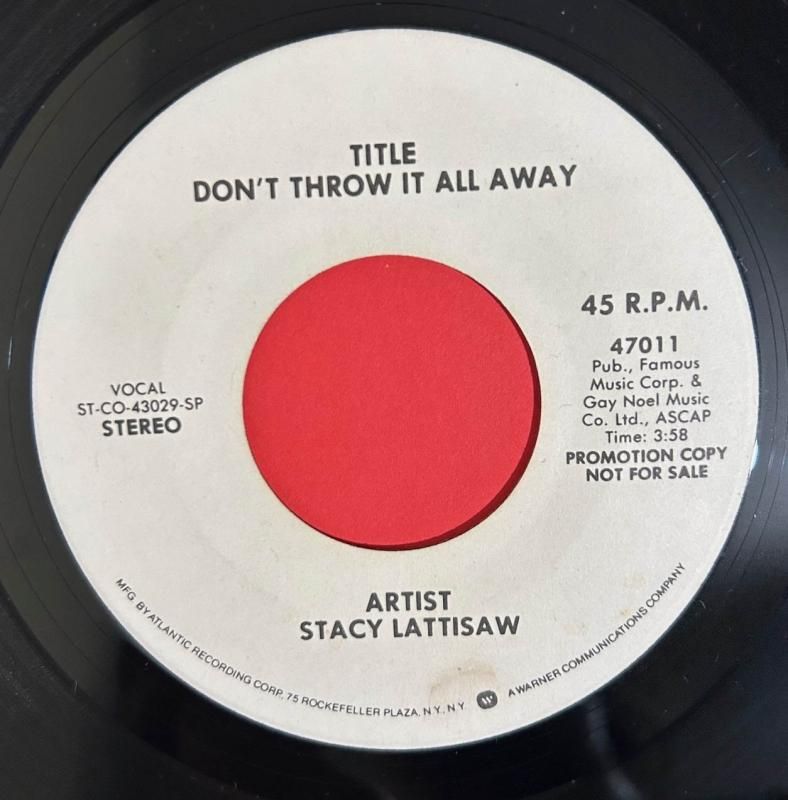 TITLE
DON'T THROW IT ALL AWAY
45 R.P.M.
47011
Pub., Famous
Music Corp. &
Gay Noel Music
Co. Ltd., ASCAP
Time: 3:58
PROMOTION COPY
NOT FOR SALE
VOCAL
ST-CO-43029-SP
STEREO
ARTIST
STACY LATTISAW
MFG. BY ATLANTIC RECORDING CORP., 75 ROCKEFELLER PLAZA, N.Y., N.Y. W A WARNER COMMUNICATIONS COMPANY